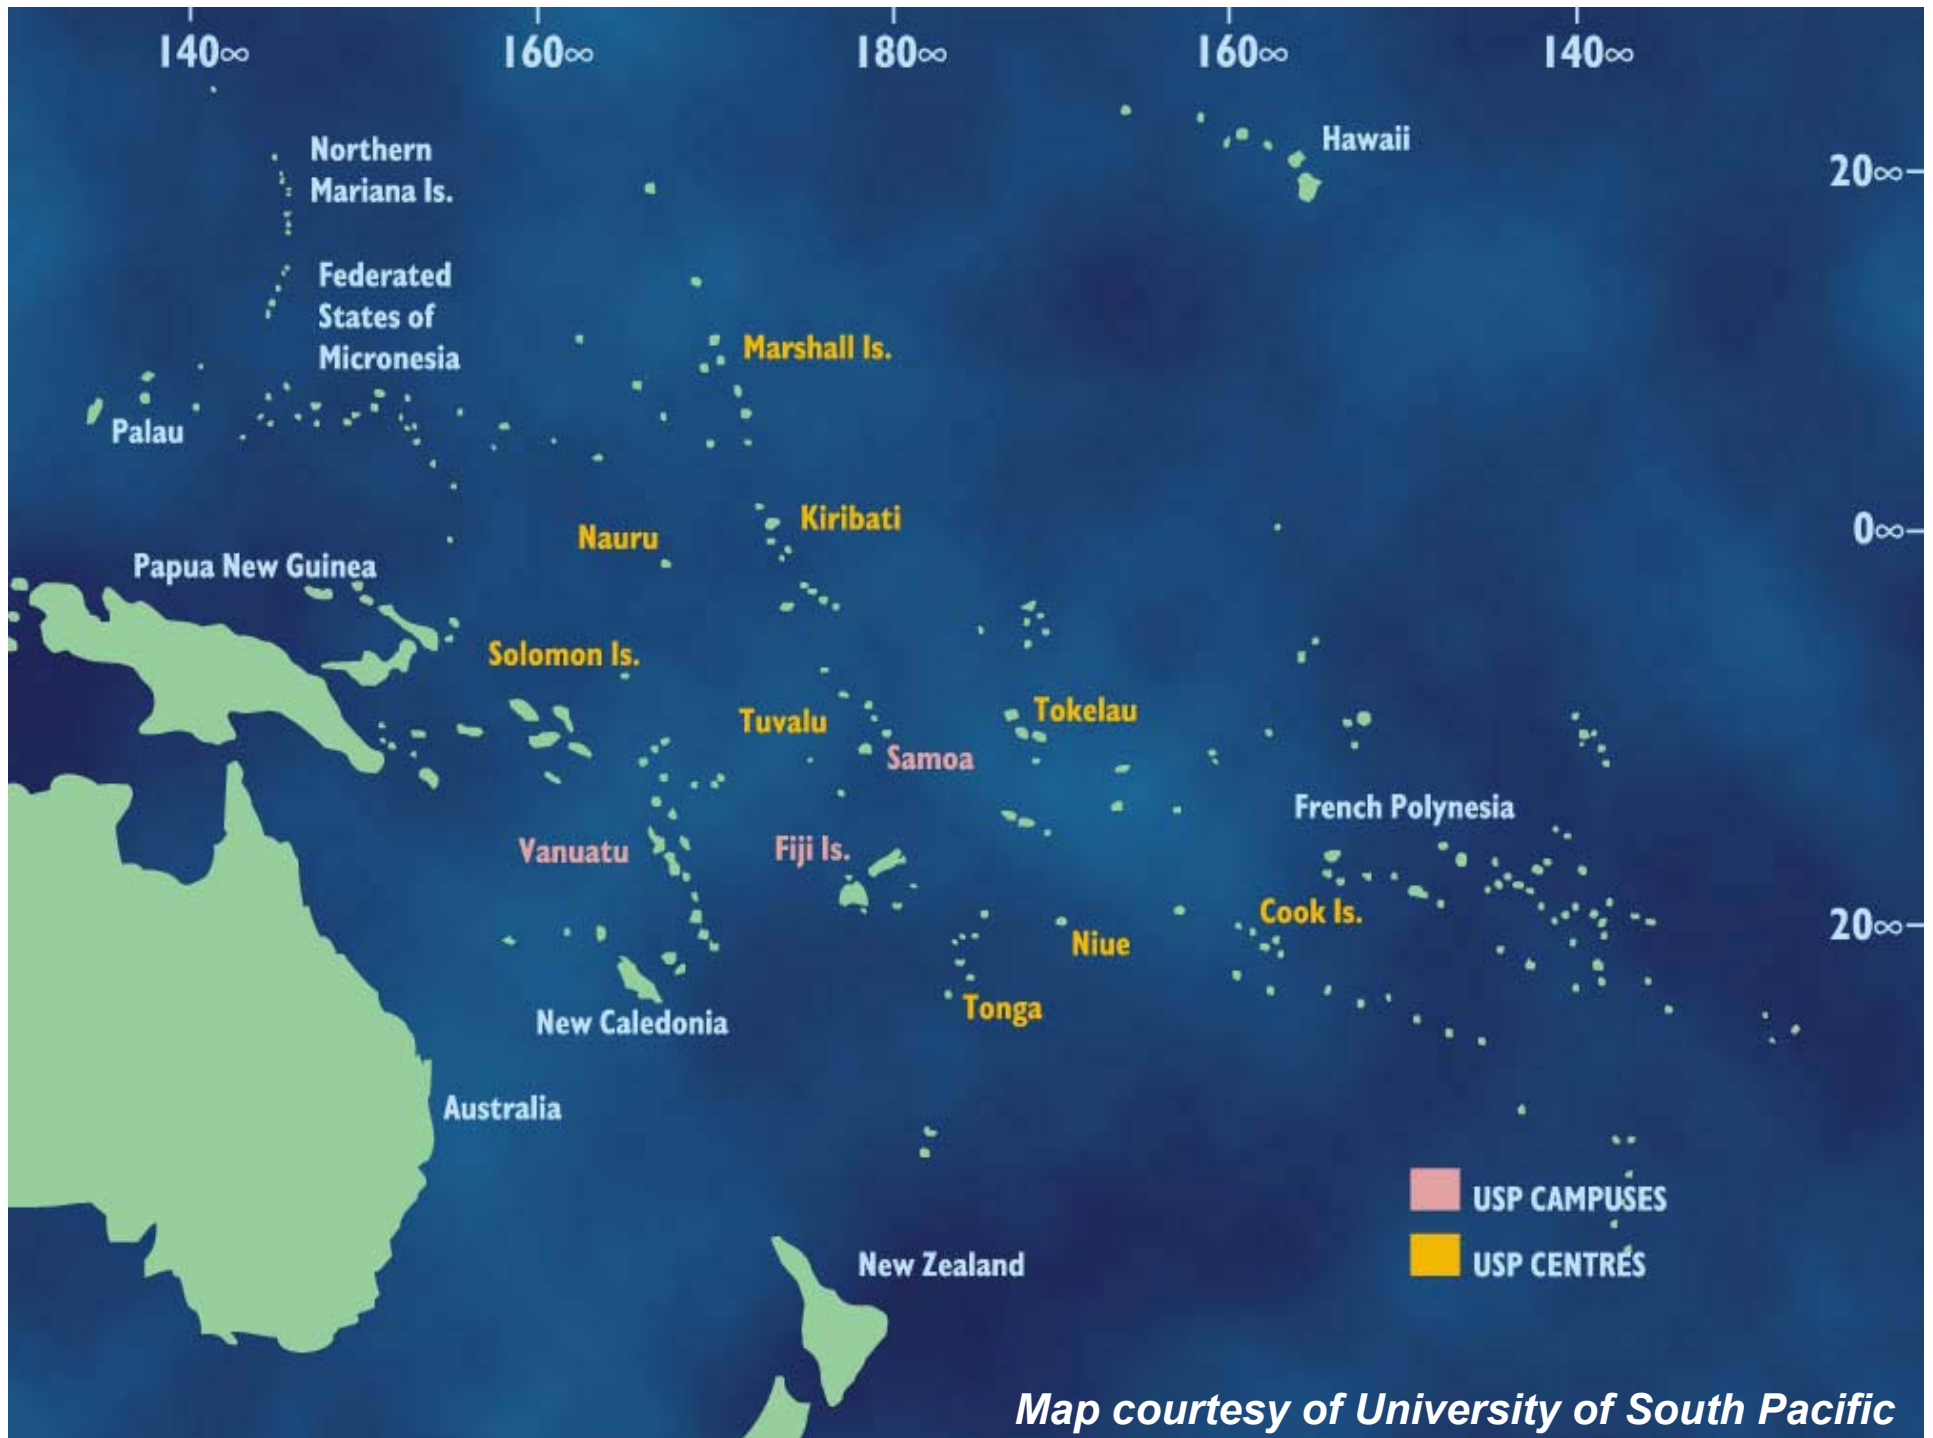 140∞ 160∞ 180∞ 160∞ 140∞
Hawaii
Northern
Mariana Is.
20∞
Federated
States of
Micronesia
Marshall Is.
Palau
Kiribati
Nauru
0∞
Papua New Guinea
Solomon Is.
Tokelau
Tuvalu
Samoa
French Polynesia
Vanuatu
Fiji Is.
Cook Is.
20∞
Niue
Tonga
New Caledonia
Australia
USP CAMPUSES
New Zealand
USP CENTRES
Map courtesy of University of South Pacific